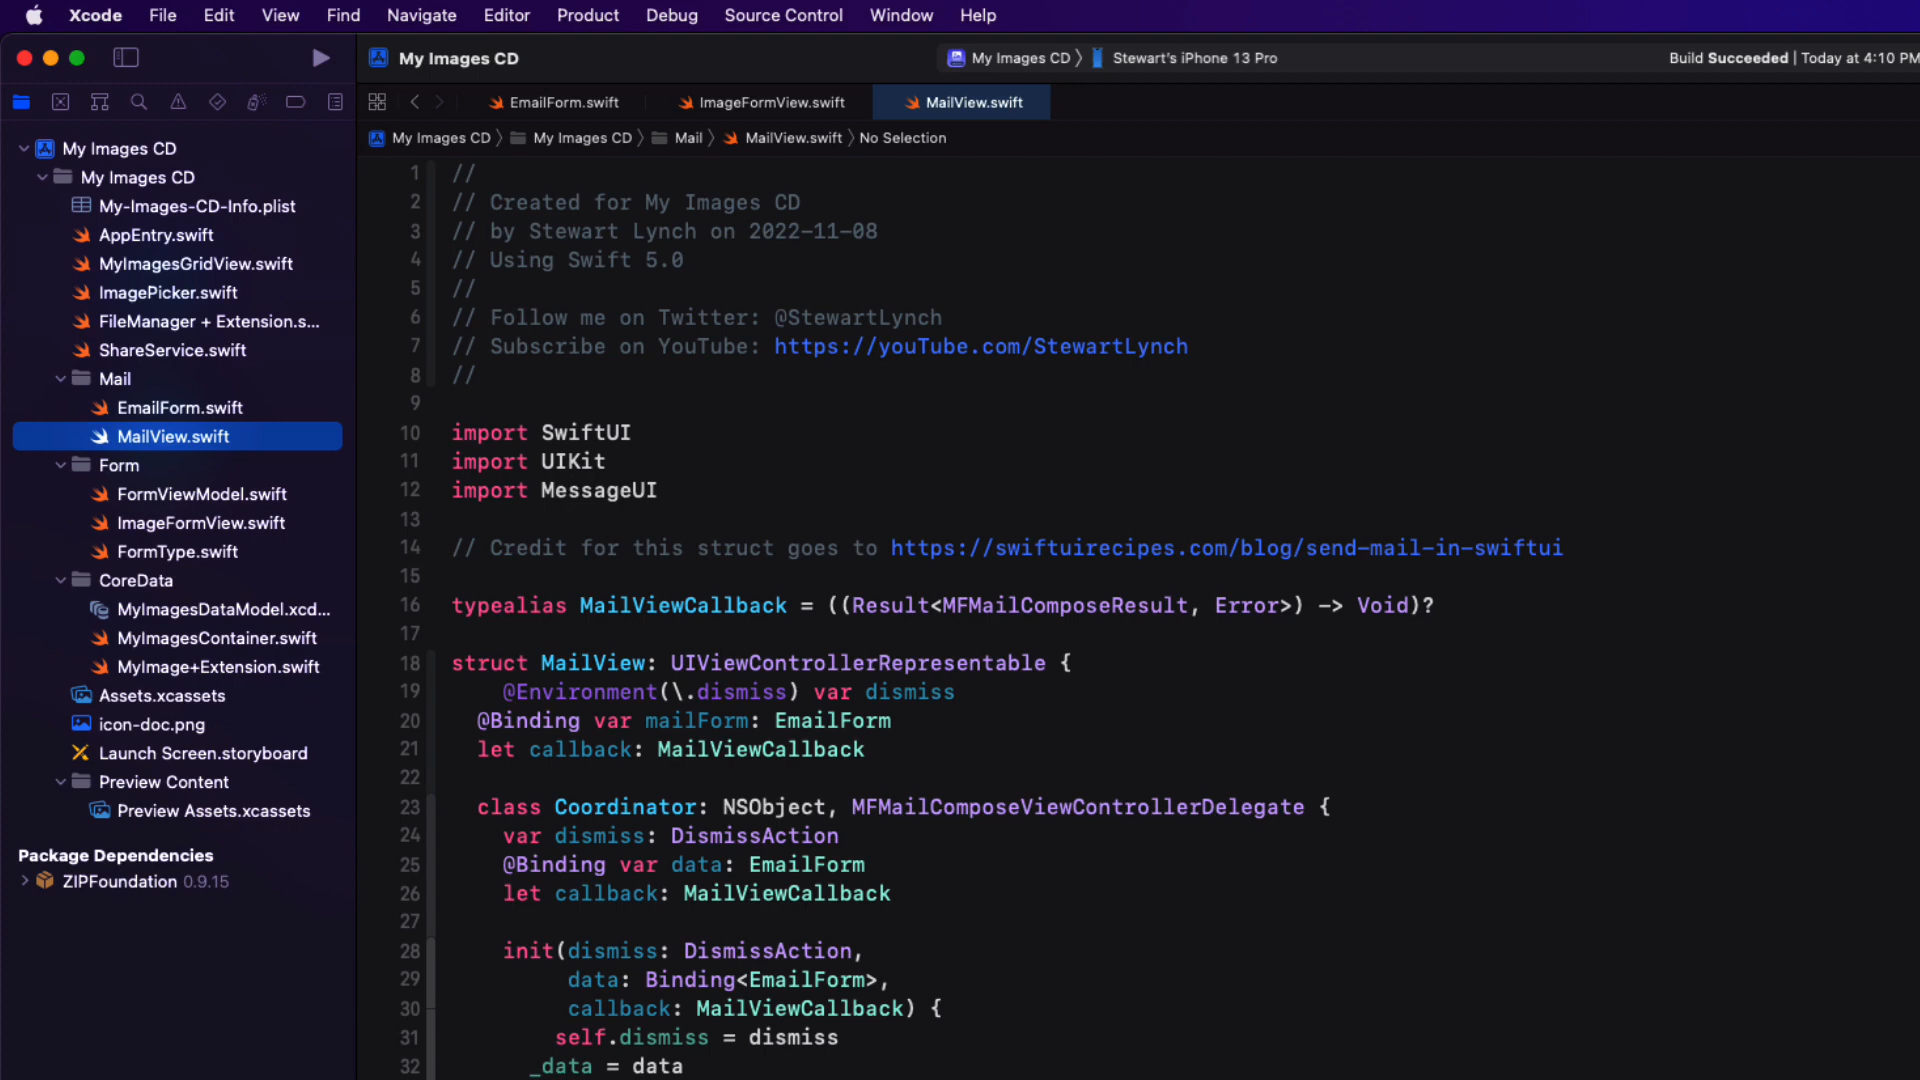 Xcode File Edit View Find Navigate Editor Product Debug Source Control Window Help
My Images CD
My Images CD 〉 Stewart's iPhone 13 Pro
Build Succeeded | Today at 4:10 PM
EmailForm.swift
ImageFormView.swift
MailView.swift
My Images CD 〉 My Images CD 〉 Mail 〉 MailView.swift 〉 No Selection
My Images CD
My Images CD
My-Images-CD-Info.plist
AppEntry.swift
MyImagesGridView.swift
ImagePicker.swift
FileManager + Extension.s...
ShareService.swift
Mail
EmailForm.swift
MailView.swift
Form
FormViewModel.swift
ImageFormView.swift
FormType.swift
CoreData
MyImagesDataModel.xcd...
MyImagesContainer.swift
MyImage+Extension.swift
Assets.xcassets
icon-doc.png
Launch Screen.storyboard
Preview Content
Preview Assets.xcassets
Package Dependencies
ZIPFoundation 0.9.15
1 //
2 // Created for My Images CD
3 // by Stewart Lynch on 2022-11-08
4 // Using Swift 5.0
5 //
6 // Follow me on Twitter: @StewartLynch
7 // Subscribe on YouTube: https://youTube.com/StewartLynch
8 //
9
10 import SwiftUI
11 import UIKit
12 import MessageUI
13
14 // Credit for this struct goes to https://swiftuirecipes.com/blog/send-mail-in-swiftui
15
16 typealias MailViewCallback = ((Result<MFMailComposeResult, Error>) -> Void)?
17
18 struct MailView: UIViewControllerRepresentable {
19 @Environment(\.dismiss) var dismiss
20 @Binding var mailForm: EmailForm
21 let callback: MailViewCallback
22
23 class Coordinator: NSObject, MFMailComposeViewControllerDelegate {
24 var dismiss: DismissAction
25 @Binding var data: EmailForm
26 let callback: MailViewCallback
27
28 init(dismiss: DismissAction,
29 data: Binding<EmailForm>,
30 callback: MailViewCallback) {
31 self.dismiss = dismiss
32 _data = data